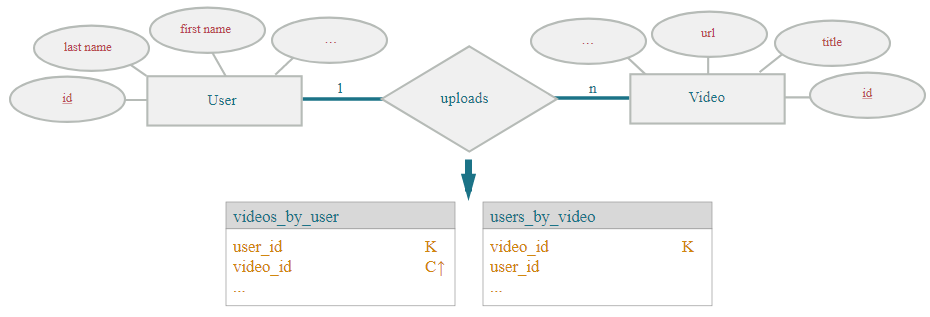 first name
last name
...
id
User
1
uploads
n
...
url
title
id
Video
videos_by_user
user_id K
video_id C↑
...
users_by_video
video_id K
user_id
...